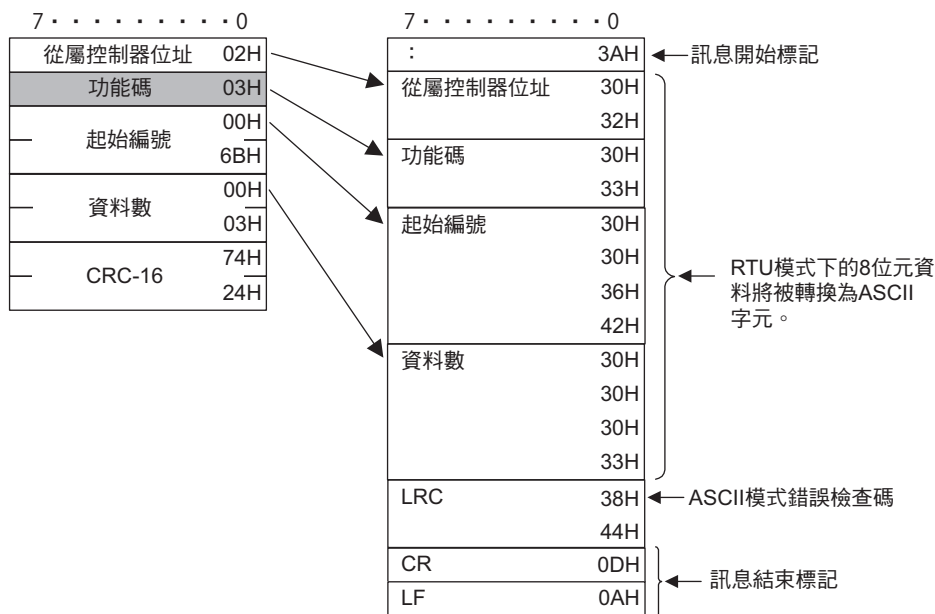 7・・・・・・・・・0
從屬控制器位址 02H
功能碼 03H
起始編號 00H
6BH
資料數 00H
03H
CRC-16 74H
24H
7・・・・・・・・・0
： 3AH
從屬控制器位址 30H
32H
功能碼 30H
33H
起始編號 30H
30H
36H
42H
資料數 30H
30H
30H
33H
LRC 38H
44H
CR 0DH
LF 0AH
訊息開始標記
RTU模式下的8位元資
料將被轉換為ASCII
字元。
ASCII模式錯誤檢查碼
訊息結束標記